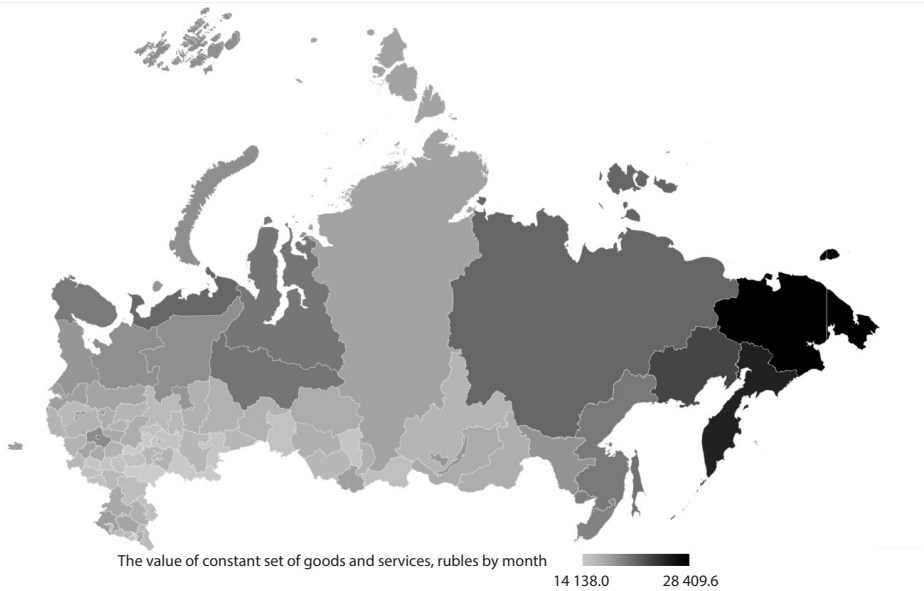 The value of constant set of goods and services, rubles by month
14 138.0 28 409.6